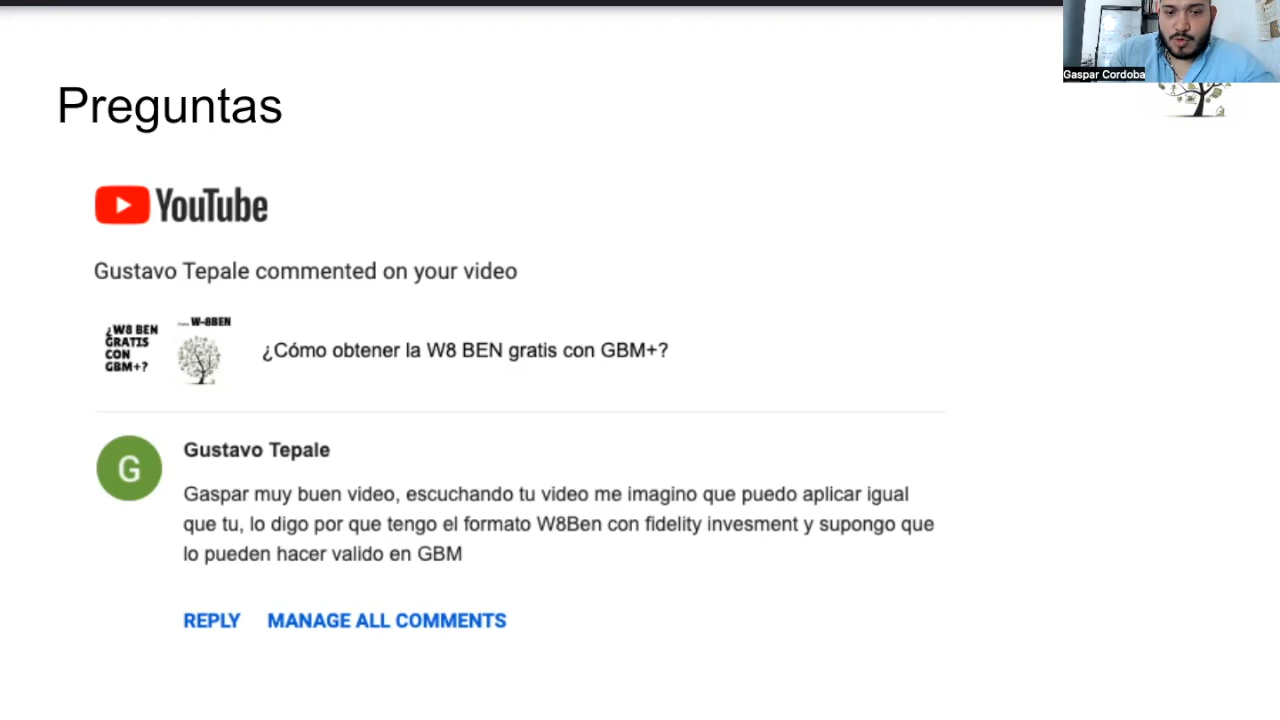 Gaspar Cordoba
Preguntas
YouTube
Gustavo Tepale commented on your video
¿W8 BEN
GRATIS
CON
GBM+?
W-8BEN
¿Cómo obtener la W8 BEN gratis con GBM+?
G
Gustavo Tepale
Gaspar muy buen video, escuchando tu video me imagino que puedo aplicar igual
que tu, lo digo por que tengo el formato W8Ben con fidelity invesment y supongo que
lo pueden hacer valido en GBM
REPLY MANAGE ALL COMMENTS